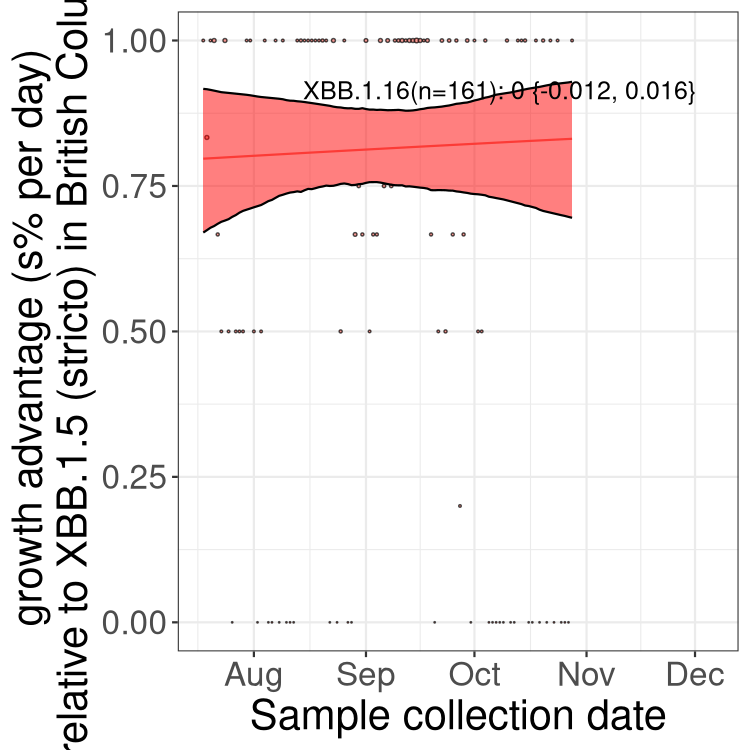 growth advantage (s% per day)
relative to XBB.1.5 (stricto) in British Colu
1.00
0.75
0.50
0.25
0.00
XBB.1.16(n=161): 0 {-0.012, 0.016}
Aug Sep Oct Nov Dec
Sample collection date